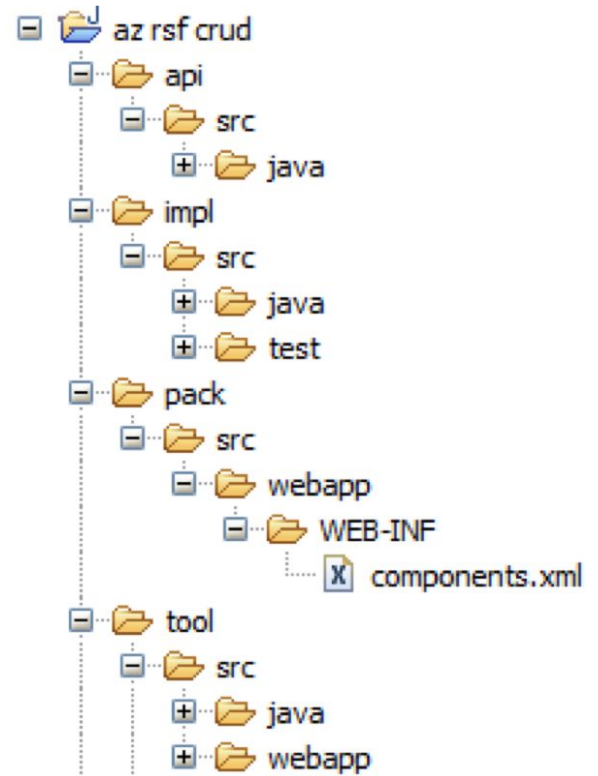 az rsf crud
api
src
java
impl
src
java
test
pack
src
webapp
WEB-INF
components.xml
tool
src
java
webapp